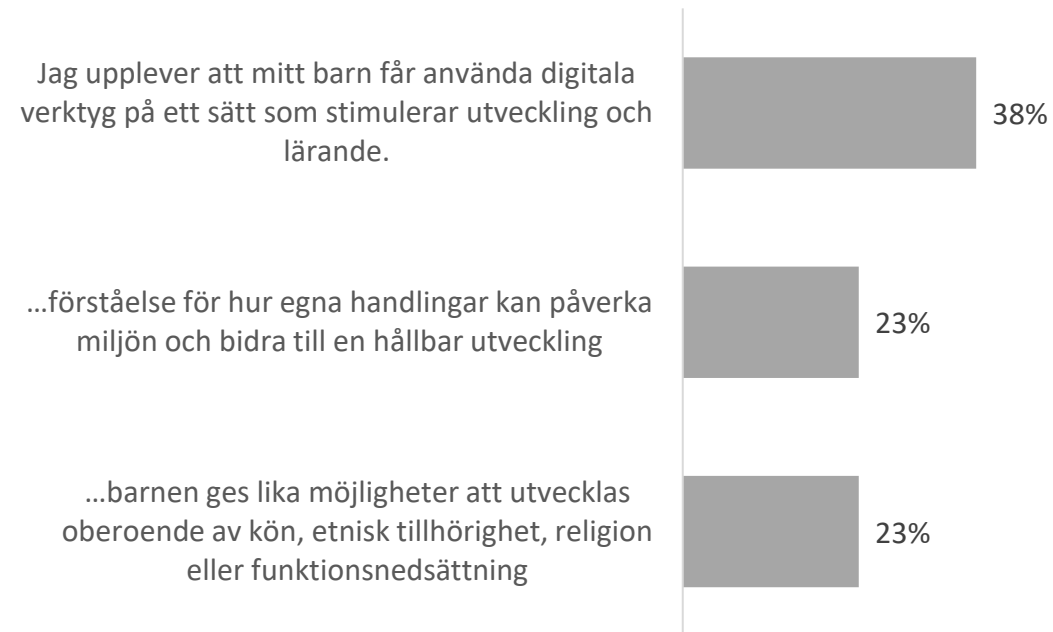 Jag upplever att mitt barn får använda digitala
verktyg på ett sätt som stimulerar utveckling och
lärande.
38%
…förståelse för hur egna handlingar kan påverka
miljön och bidra till en hållbar utveckling
23%
…barnen ges lika möjligheter att utvecklas
oberoende av kön, etnisk tillhörighet, religion
eller funktionsnedsättning
23%